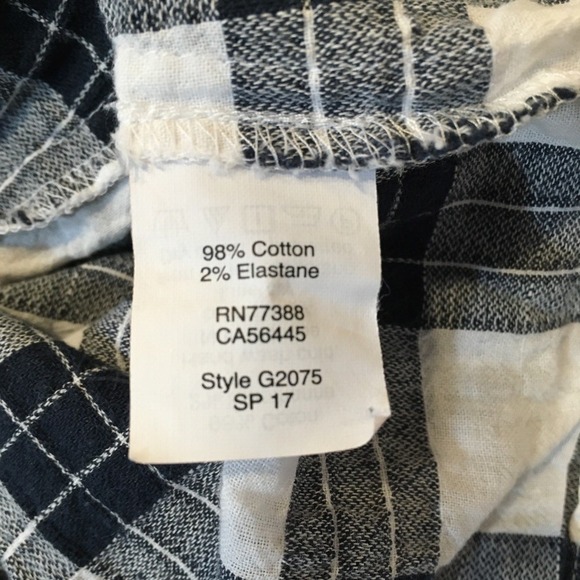 98% Cotton
2% Elastane
RN77388
CA56445
Style G2075
SP 17